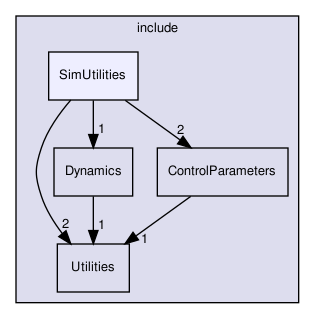 include
SimUtilities
1
2
Dynamics
ControlParameters
2
1
1
Utilities